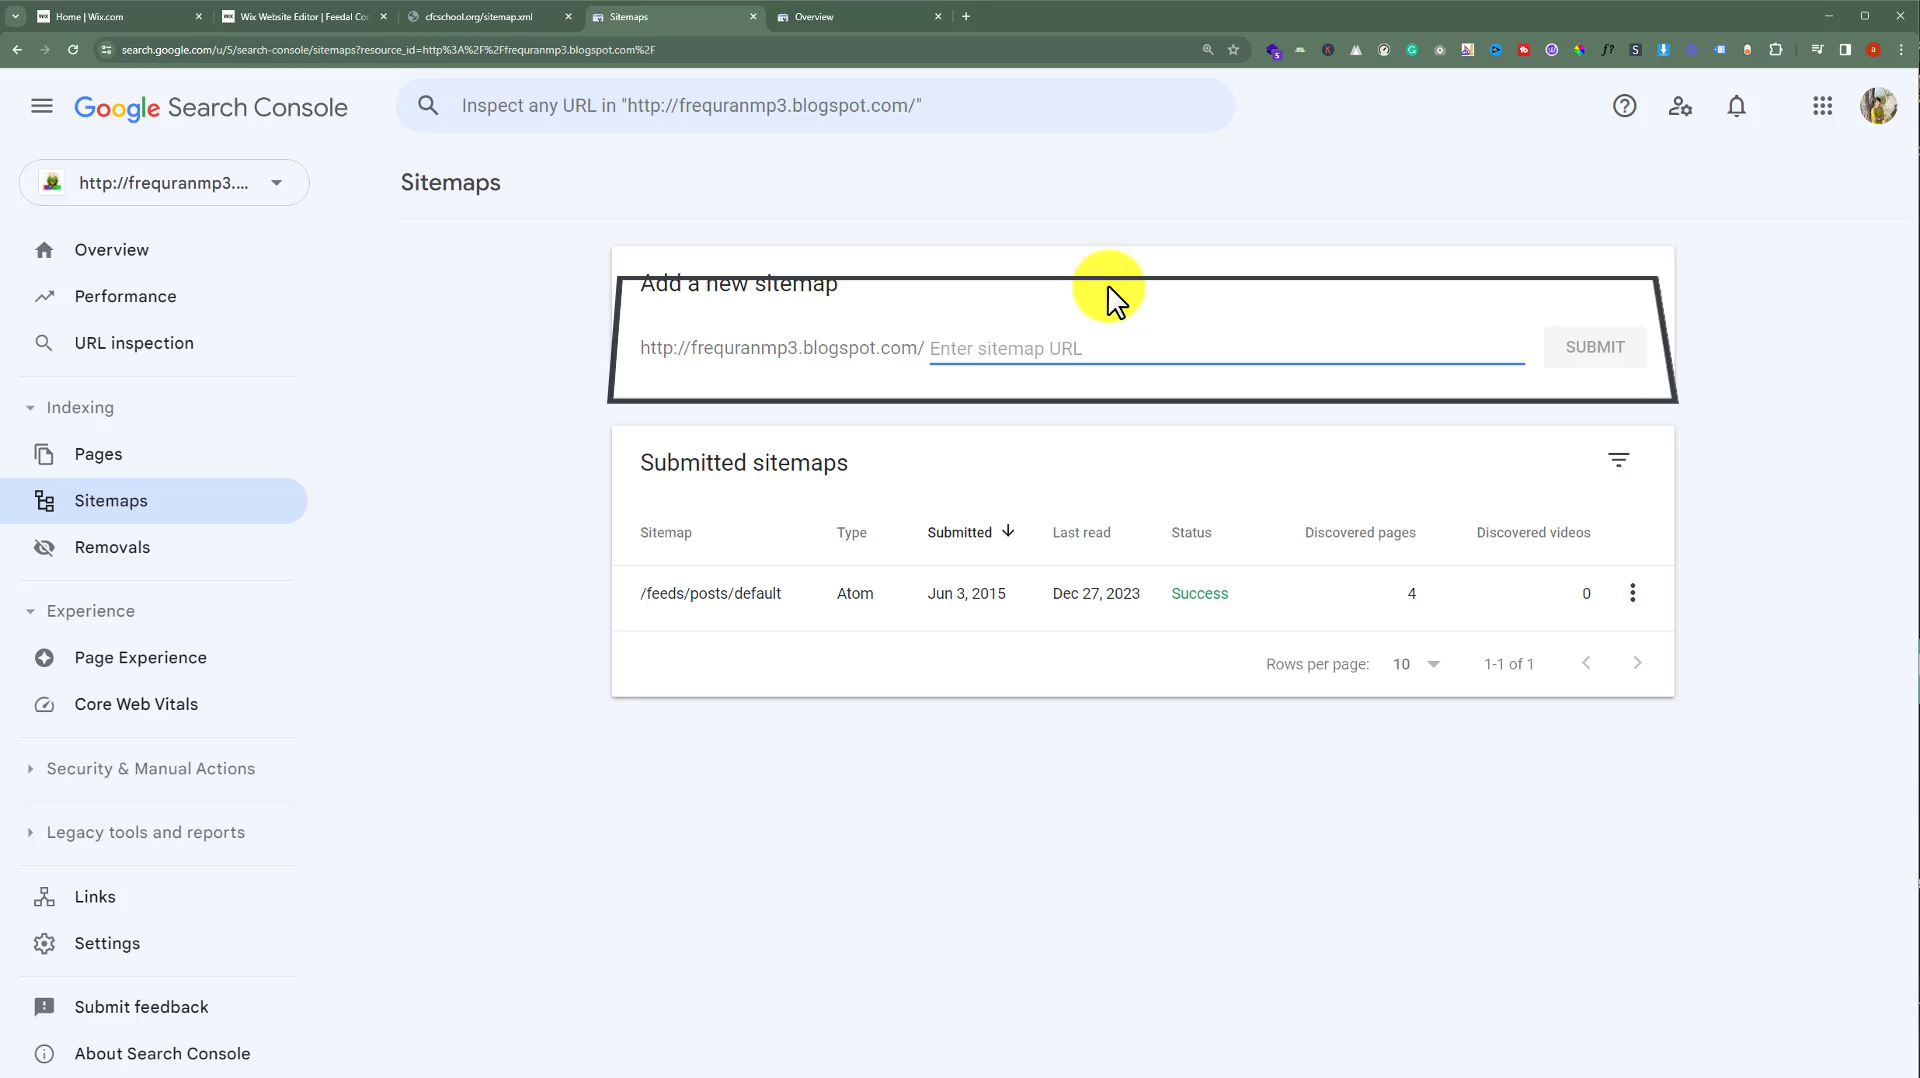 Home | Wix.com
Wix Website Editor | Feedal Cor
cfcschool.org/sitemap.xml
Sitemaps
Overview
search.google.com/u/5/search-console/sitemaps?resource_id=http%3A%2F%2Ffrequranmp3.blogspot.com%2F
Google Search Console
Inspect any URL in "http://frequranmp3.blogspot.com/"
http://frequranmp3....
Sitemaps
Overview
Performance
URL inspection
Indexing
Pages
Sitemaps
Removals
Experience
Page Experience
Core Web Vitals
Security & Manual Actions
Legacy tools and reports
Links
Settings
Submit feedback
About Search Console
Add a new sitemap
http://frequranmp3.blogspot.com/ Enter sitemap URL SUBMIT
Submitted sitemaps
Sitemap Type Submitted Last read Status Discovered pages Discovered videos
/feeds/posts/default Atom Jun 3, 2015 Dec 27, 2023 Success 4 0
Rows per page: 10 1-1 of 1